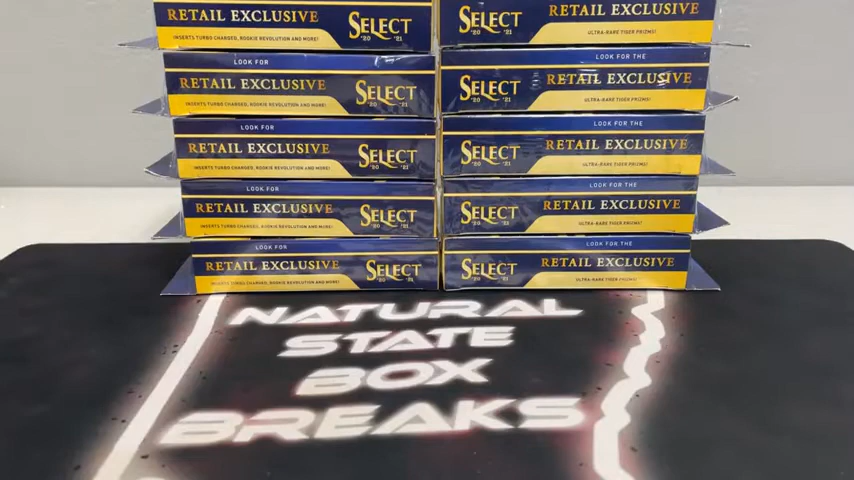 RETAIL EXCLUSIVE
INSERTS TURBO CHARGED, ROOKIE REVOLUTION AND MORE!
SELECT
'20 '21
SELECT
'20 '21
RETAIL EXCLUSIVE
ULTRA-RARE TIGER PRIZMS!
LOOK FOR
RETAIL EXCLUSIVE
INSERTS TURBO CHARGED, ROOKIE REVOLUTION AND MORE!
SELECT
'20 '21
LOOK FOR THE
SELECT
'20 '21
RETAIL EXCLUSIVE
ULTRA-RARE TIGER PRIZMS!
LOOK FOR
RETAIL EXCLUSIVE
INSERTS TURBO CHARGED, ROOKIE REVOLUTION AND MORE!
SELECT
'20 '21
LOOK FOR THE
SELECT
'20 '21
RETAIL EXCLUSIVE
ULTRA-RARE TIGER PRIZMS!
LOOK FOR
RETAIL EXCLUSIVE
INSERTS TURBO CHARGED, ROOKIE REVOLUTION AND MORE!
SELECT
'20 '21
LOOK FOR THE
SELECT
'20 '21
RETAIL EXCLUSIVE
ULTRA-RARE TIGER PRIZMS!
LOOK FOR
RETAIL EXCLUSIVE
INSERTS TURBO CHARGED, ROOKIE REVOLUTION AND MORE!
SELECT
'20 '21
LOOK FOR THE
SELECT
'20 '21
RETAIL EXCLUSIVE
ULTRA-RARE TIGER PRIZMS!
NATURAL
STATE
BOX
BREAKS